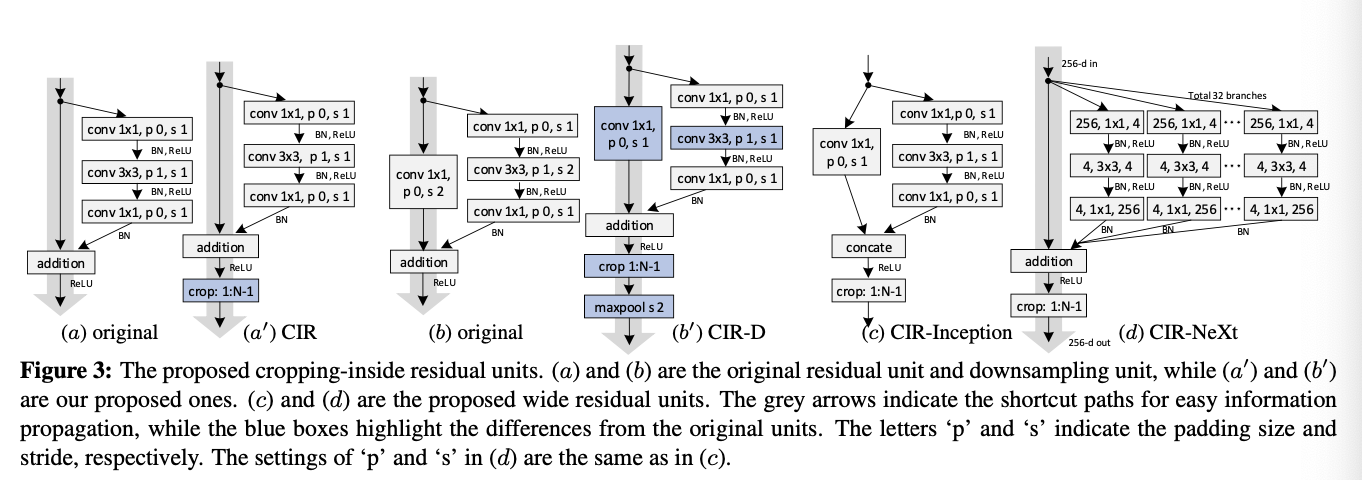 conv 1x1, p 0, s 1
BN, ReLU
conv 3x3, p 1, s 1
BN, ReLU
conv 1x1, p 0, s 1
BN
addition
ReLU
(a) original
conv 1x1, p 0, s 1
BN, ReLU
conv 3x3, p 1, s 1
BN, ReLU
conv 1x1, p 0, s 1
BN
addition
ReLU
crop: 1:N-1
(a′) CIR
conv 1x1, p 0, s 1
BN, ReLU
conv 3x3, p 1, s 2
BN, ReLU
conv 1x1, p 0, s 1
conv 1x1,
p 0, s 2
BN
addition
ReLU
(b) original
conv 1x1, p 0, s 1
BN, ReLU
conv 3x3, p 1, s 1
BN, ReLU
conv 1x1, p 0, s 1
conv 1x1,
p 0, s 1
BN
addition
ReLU
crop 1:N-1
maxpool s 2
(b′) CIR-D
conv 1x1, p 0, s 1
BN, ReLU
conv 3x3, p 1, s 1
BN, ReLU
conv 1x1, p 0, s 1
conv 1x1,
p 0, s 1
BN
concate
ReLU
crop: 1:N-1
(c) CIR-Inception
256-d in
Total 32 branches
256, 1x1, 4 256, 1x1, 4 ··· 256, 1x1, 4
BN, ReLU BN, ReLU BN, ReLU
4, 3x3, 4 4, 3x3, 4 ··· 4, 3x3, 4
BN, ReLU BN, ReLU BN, ReLU
4, 1x1, 256 4, 1x1, 256 ··· 4, 1x1, 256
BN BN BN
addition
ReLU
crop: 1:N-1
256-d out
(d) CIR-NeXt
Figure 3: The proposed cropping-inside residual units. (a) and (b) are the original residual unit and downsampling unit, while (a′) and (b′)
are our proposed ones. (c) and (d) are the proposed wide residual units. The grey arrows indicate the shortcut paths for easy information
propagation, while the blue boxes highlight the differences from the original units. The letters ‘p’ and ‘s’ indicate the padding size and
stride, respectively. The settings of ‘p’ and ‘s’ in (d) are the same as in (c).